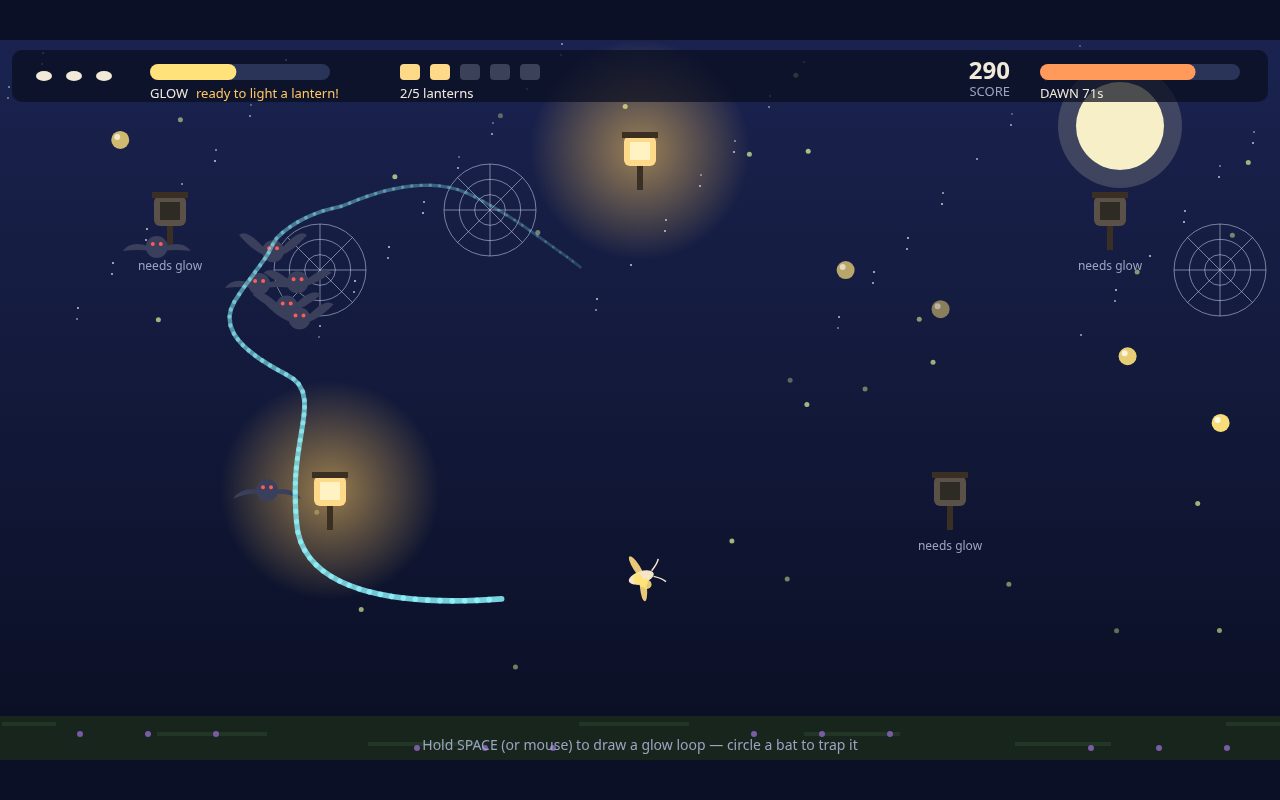 GLOW ready to light a lantern!
2/5 lanterns
290
SCORE
DAWN 71s
needs glow
needs glow
needs glow
Hold SPACE (or mouse) to draw a glow loop — circle a bat to trap it